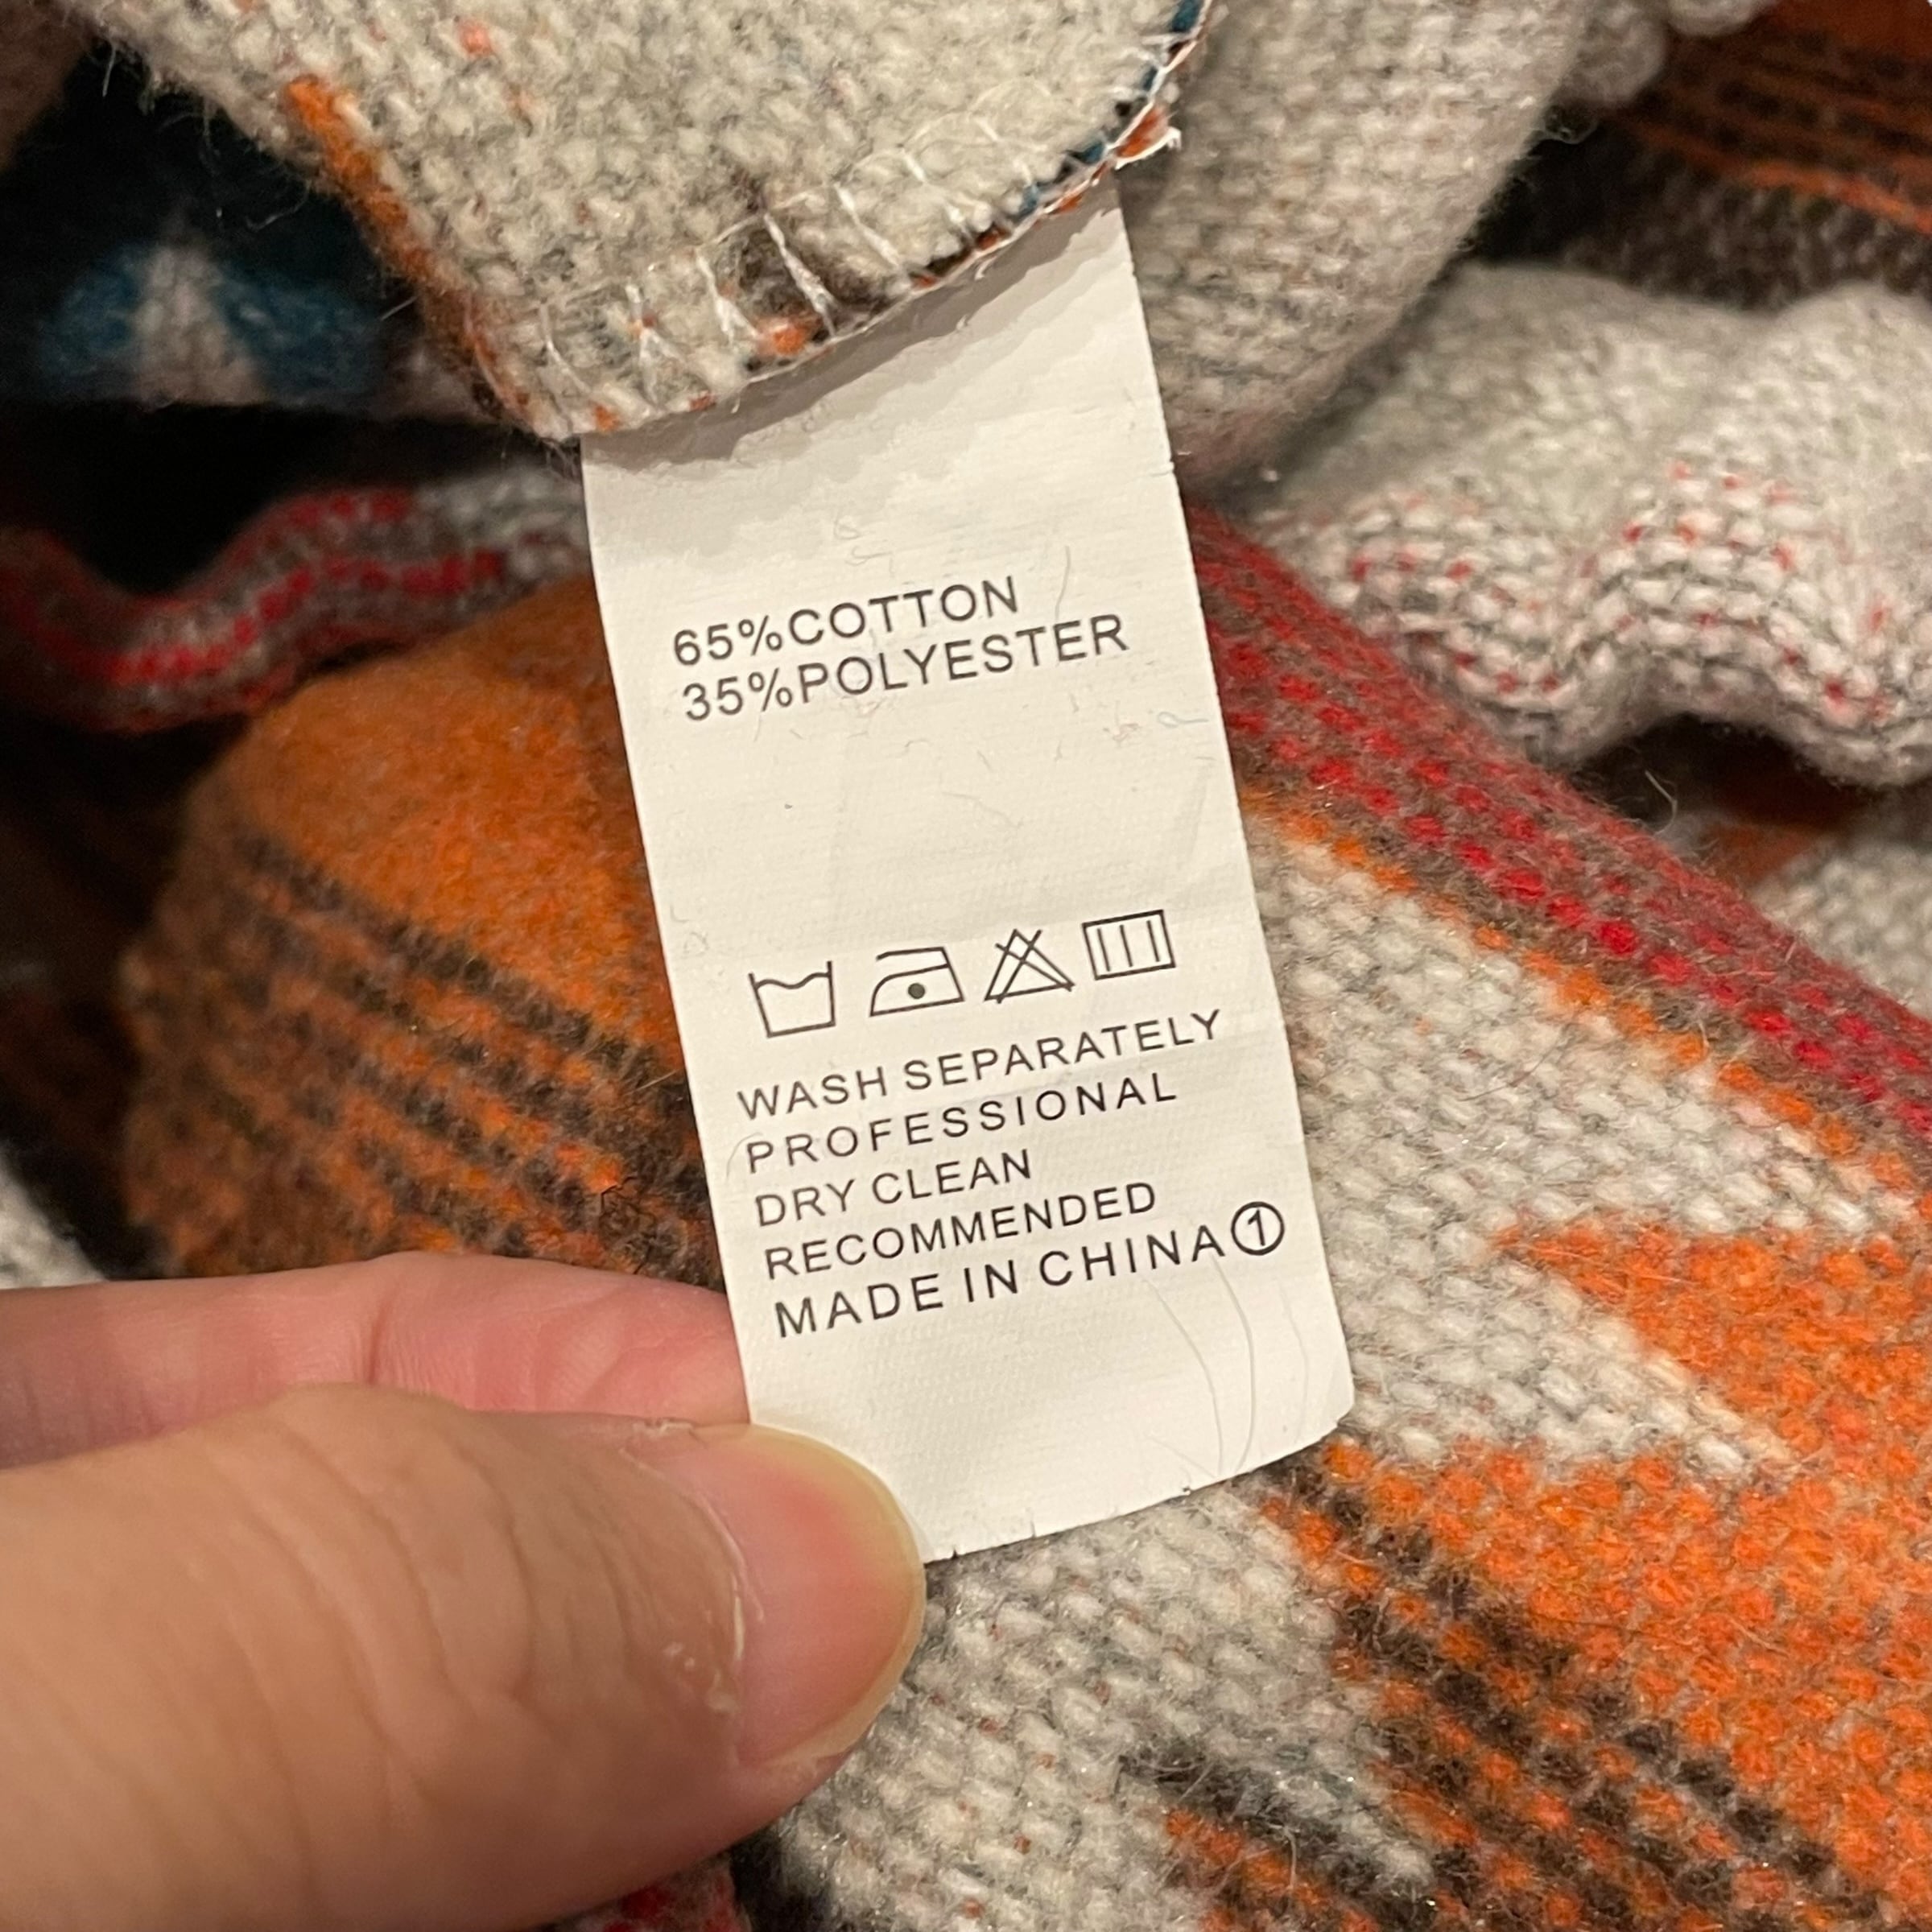 65%COTTON
35%POLYESTER
WASH SEPARATELY
PROFESSIONAL
DRY CLEAN
RECOMMENDED
MADE IN CHINA①